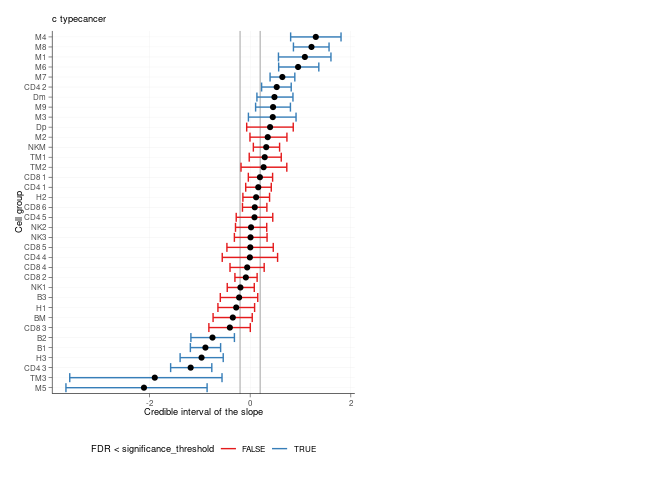 c typecancer
M4
M8
M1
M6
M7
CD4 2
Dm
M9
M3
Dp
M2
NKM
TM1
TM2
CD8 1
CD4 1
H2
CD8 6
CD4 5
NK2
NK3
CD8 5
CD4 4
CD8 4
CD8 2
NK1
B3
H1
BM
CD8 3
B2
B1
H3
CD4 3
TM3
M5
Cell group
-2 0 2
Credible interval of the slope
FDR < significance_threshold FALSE TRUE